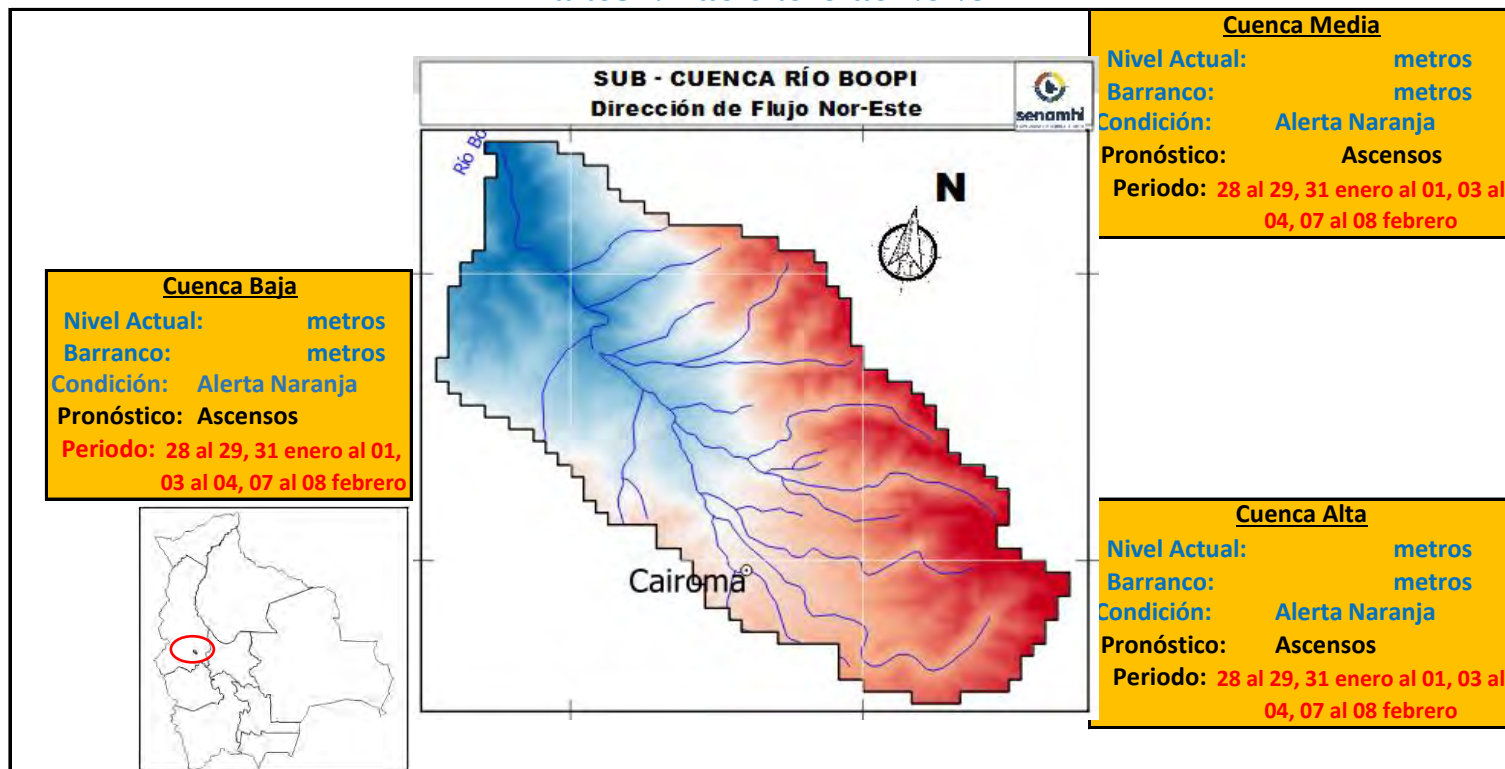 SUB - CUENCA RÍO BOOPI
Dirección de Flujo Nor-Este
senamhi
Río Bo
N
Cairoma
Cuenca Media
Nivel Actual: metros
Barranco: metros
Condición: Alerta Naranja
Pronóstico: Ascensos
Periodo: 28 al 29, 31 enero al 01, 03 al
04, 07 al 08 febrero
Cuenca Baja
Nivel Actual: metros
Barranco: metros
Condición: Alerta Naranja
Pronóstico: Ascensos
Periodo: 28 al 29, 31 enero al 01,
03 al 04, 07 al 08 febrero
Cuenca Alta
Nivel Actual: metros
Barranco: metros
Condición: Alerta Naranja
Pronóstico: Ascensos
Periodo: 28 al 29, 31 enero al 01, 03 al
04, 07 al 08 febrero